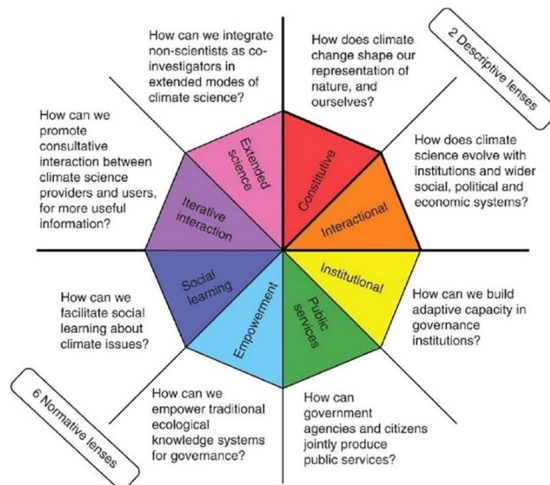 How can we integrate
non-scientists as co-
investigators in
extended modes of
climate science?
How does climate
change shape our
representation of
nature, and
ourselves?
2 Descriptive lenses
How can we
promote
consultative
interaction between
climate science
providers and users,
for more useful
information?
Extended
science
Constitutive
How does climate
science evolve with
institutions and wider
social, political and
economic systems?
Iterative
interaction
Interactional
Social
learning
Empowerment
Public
services
Institutional
How can we
facilitate social
learning about
climate issues?
How can we build
adaptive capacity in
governance
institutions?
6 Normative lenses
How can we
empower traditional
ecological
knowledge systems
for governance?
How can
government
agencies and citizens
jointly produce
public services?